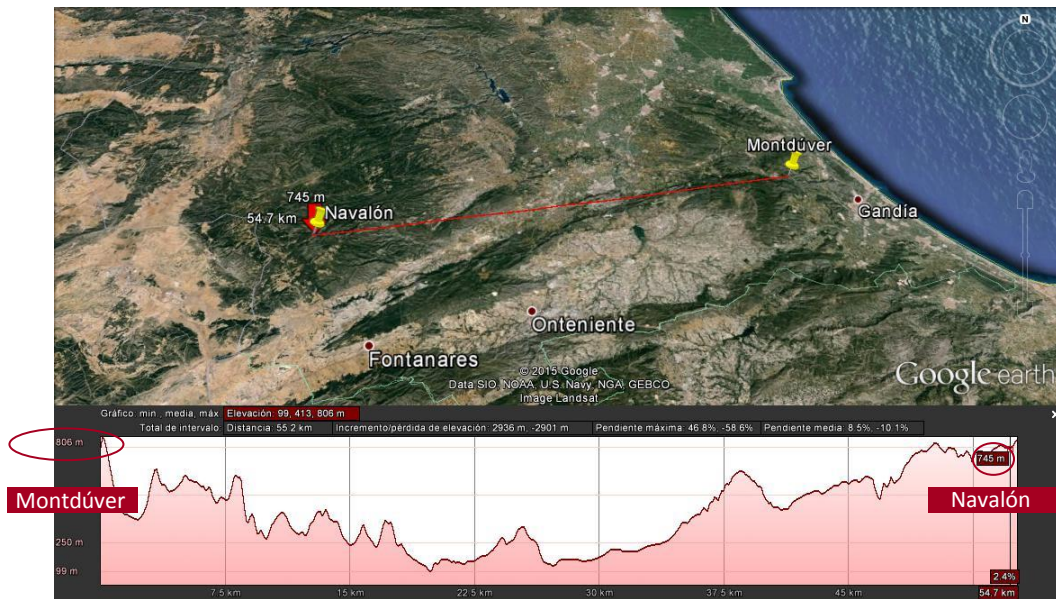 N
Montdúver
745 m
Navalón
54.7 km
Gandía
Onteniente
Fontanares
© 2015 Google
Data SIO, NOAA, U.S. Navy, NGA, GEBCO
Image Landsat
Google earth
Gráfico: min., media, máx. Elevación: 99, 413, 806 m
Total de intervalo: Distancia: 55.2 km Incremento/pérdida de elevación: 2936 m, -2901 m Pendiente máxima: 46.8%, -58.6% Pendiente media: 8.5%, -10.1%
806 m
745 m
Montdúver
Navalón
250 m
99 m
2.4%
7.5 km 15 km 22.5 km 30 km 37.5 km 45 km 54.7 km